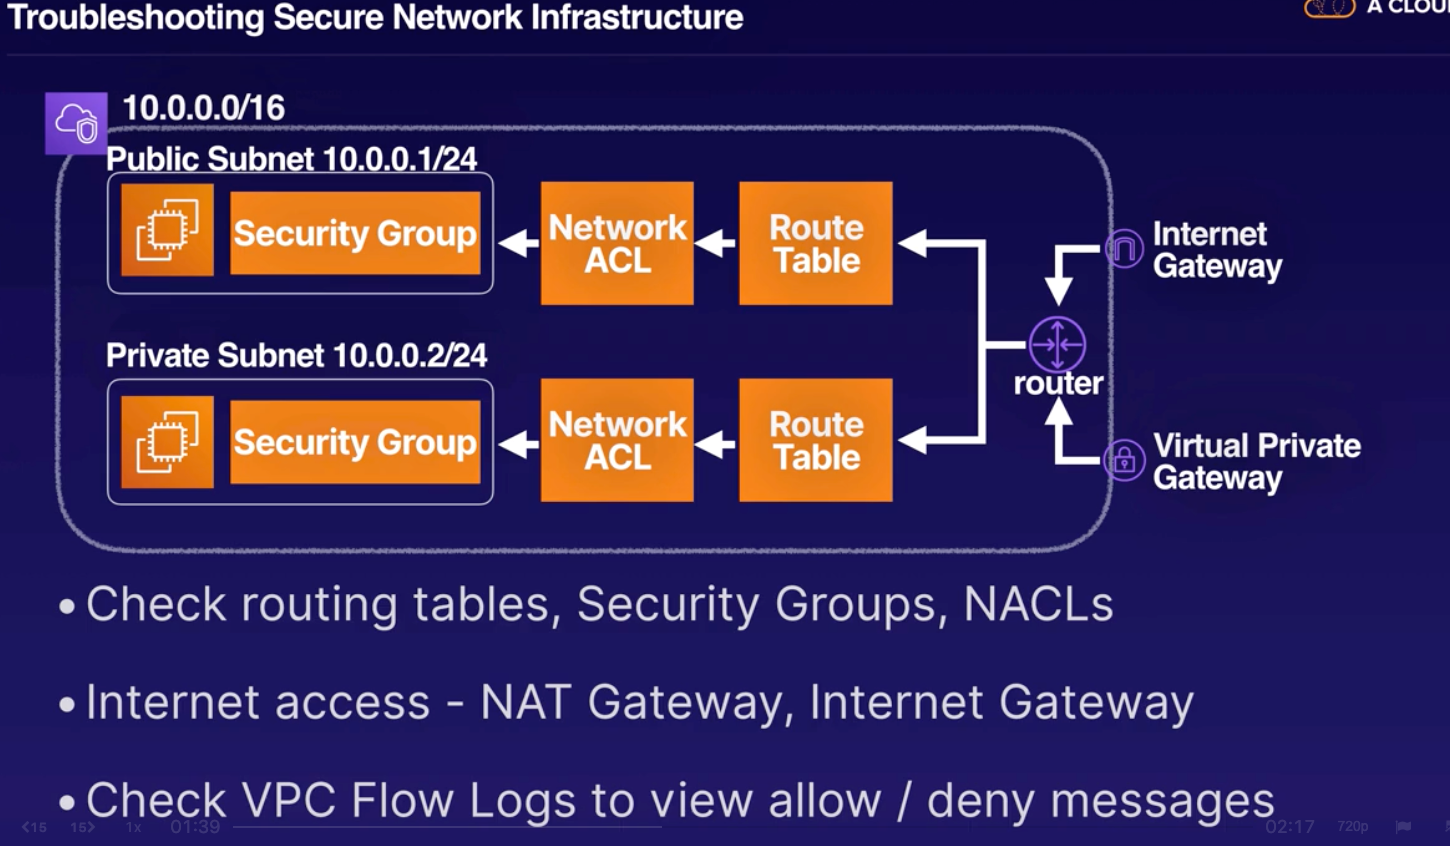 Troubleshooting Secure Network Infrastructure
A CLOU
10.0.0.0/16
Public Subnet 10.0.0.1/24
Security Group
Network
ACL
Route
Table
Internet
Gateway
router
Private Subnet 10.0.0.2/24
Security Group
Network
ACL
Route
Table
Virtual Private
Gateway
• Check routing tables, Security Groups, NACLs
• Internet access - NAT Gateway, Internet Gateway
• Check VPC Flow Logs to view allow / deny messages
<15 15> 1x 01:39 02:17 720p